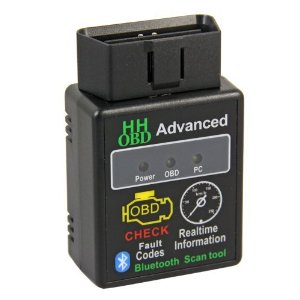 HH
OBD Advanced
Power OBD PC
OBD
CHECK
Fault
Codes
Realtime
Information
Bluetooth Scan tool